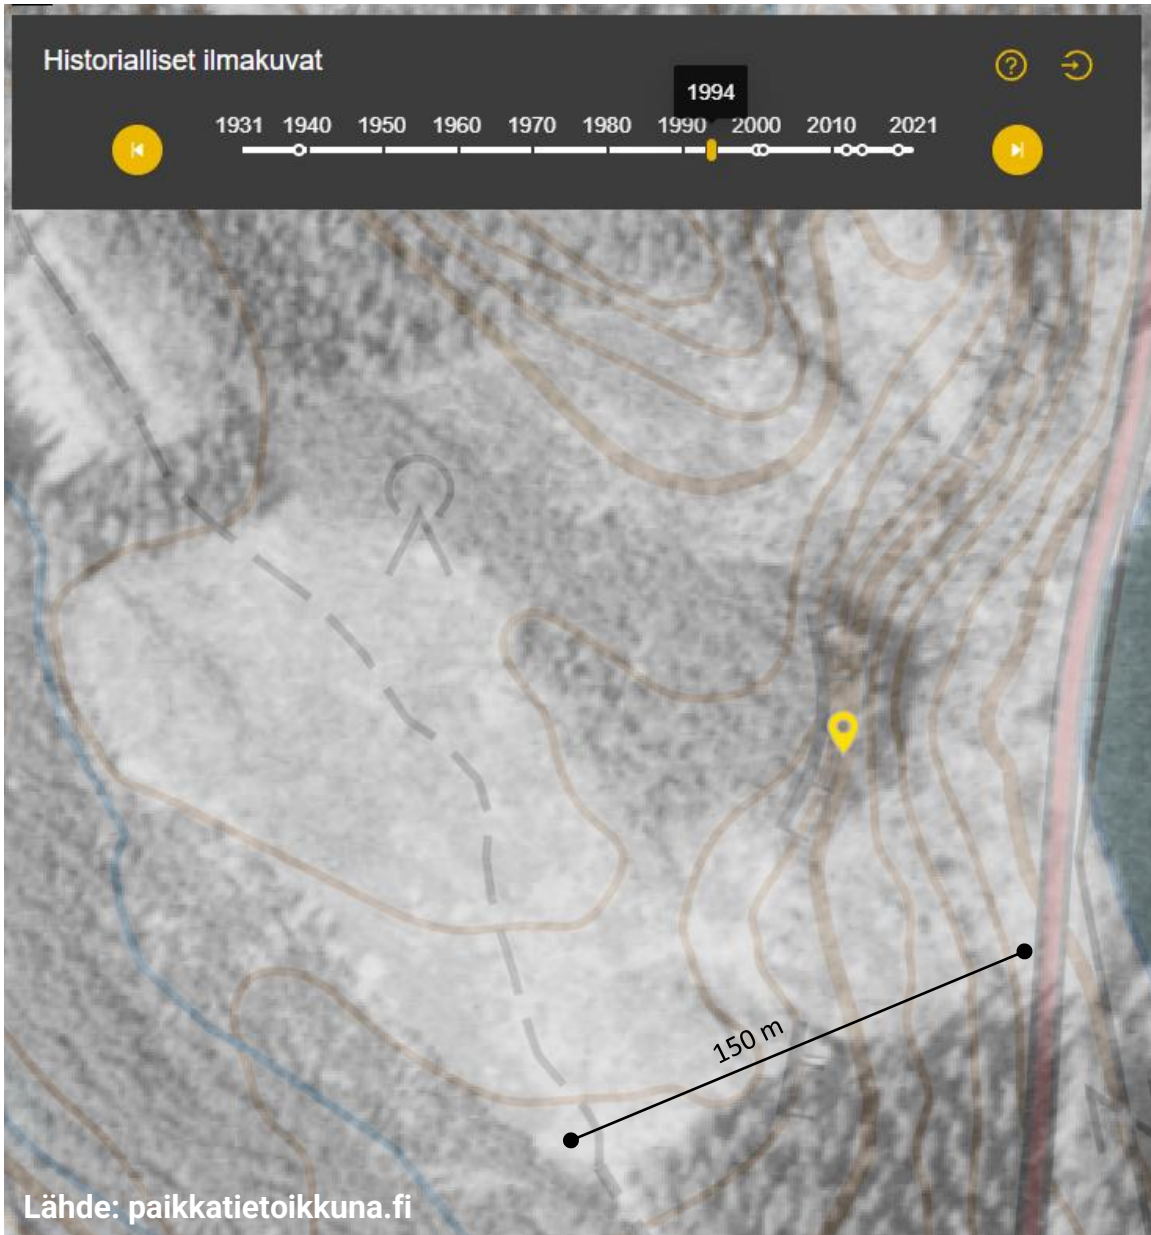 Historialliset ilmakuvat
1994
1931 1940 1950 1960 1970 1980 1990 2000 2010 2021
150 m
Lähde: paikkatietoikkuna.fi